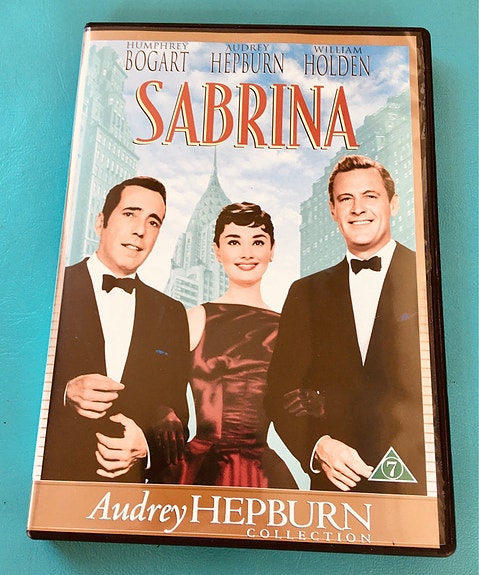 HUMPHREY AUDREY WILLIAM
BOGART HEPBURN HOLDEN
SABRINA
7
Audrey HEPBURN
COLLECTION